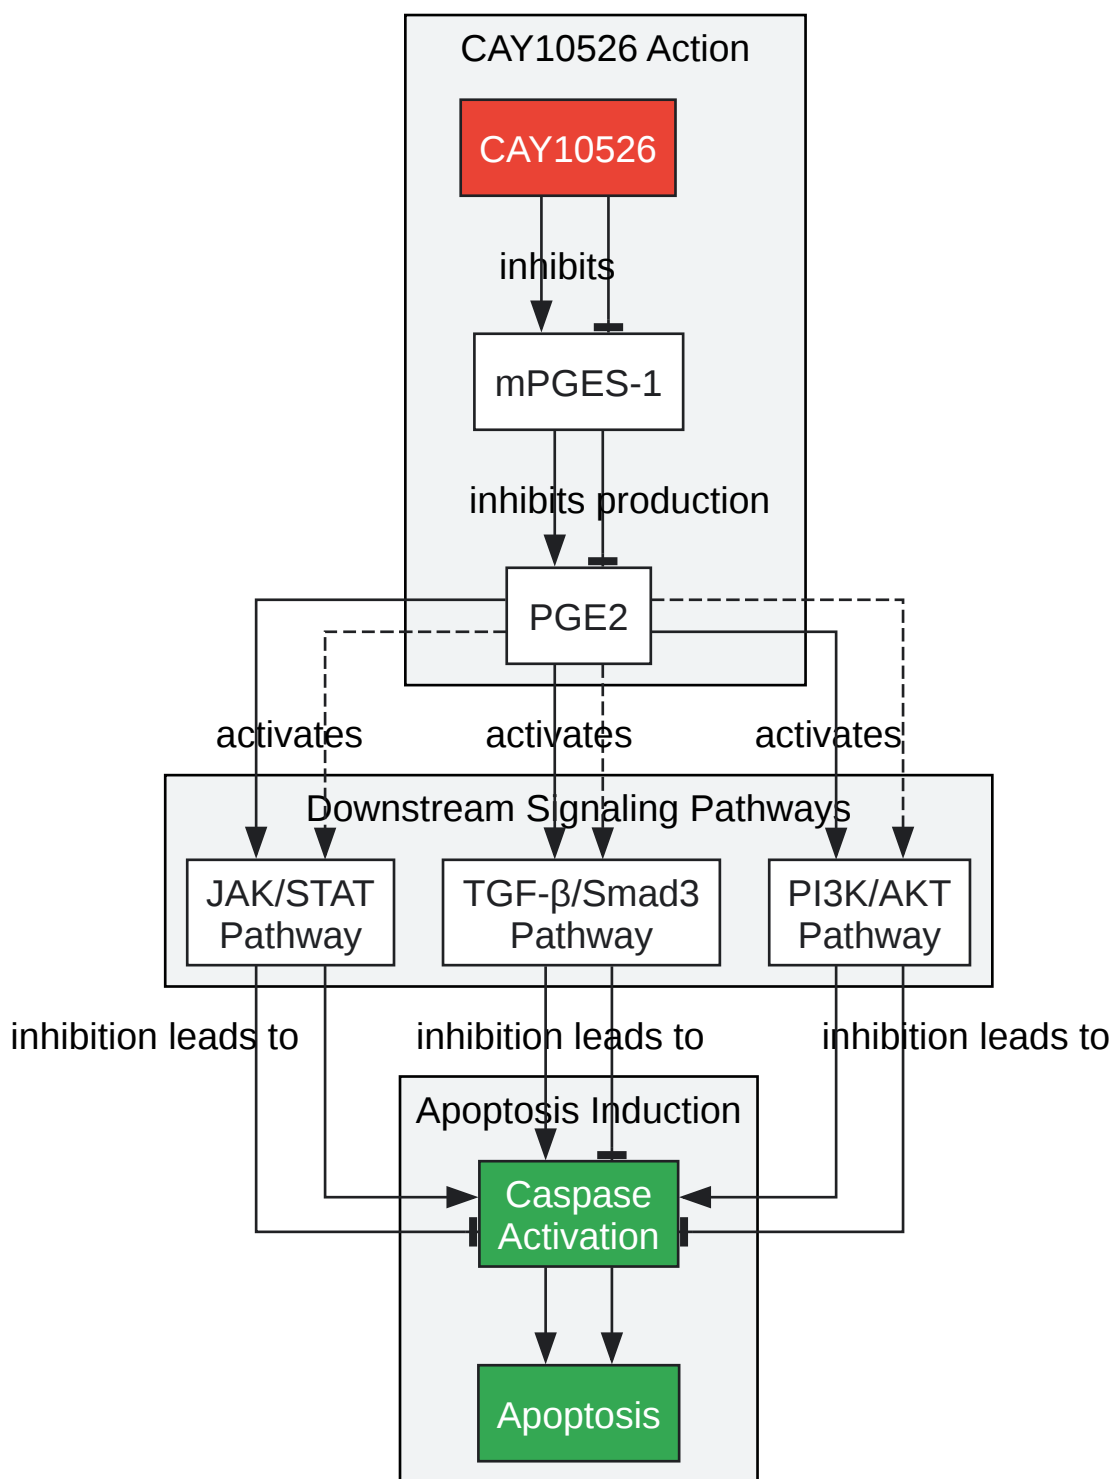 CAY10526 Action
CAY10526
inhibits
mPGES-1
inhibits production
PGE2
activates
activates
activates
Downstream Signaling Pathways
JAK/STAT
Pathway
TGF-β/Smad3
Pathway
PI3K/AKT
Pathway
inhibition leads to
inhibition leads to
inhibition leads to
Apoptosis Induction
Caspase
Activation
Apoptosis